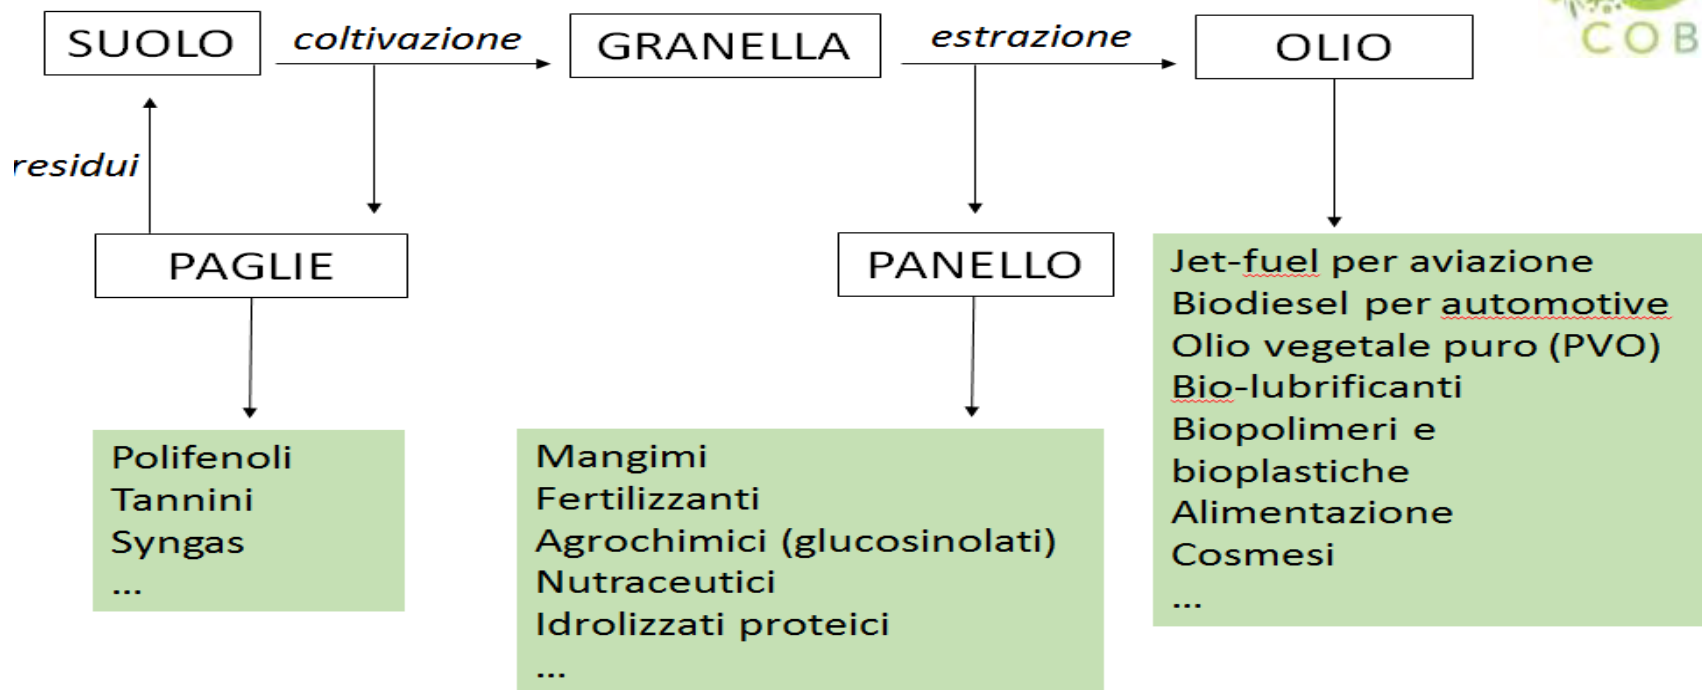 SUOLO
coltivazione
GRANELLA
estrazione
OLIO
COB
residui
PAGLIE
PANELLO
Polifenoli
Tannini
Syngas
...
Mangimi
Fertilizzanti
Agrochimici (glucosinolati)
Nutraceutici
Idrolizzati proteici
...
Jet-fuel per aviazione
Biodiesel per automotive
Olio vegetale puro (PVO)
Bio-lubrificanti
Biopolimeri e
bioplastiche
Alimentazione
Cosmesi
...